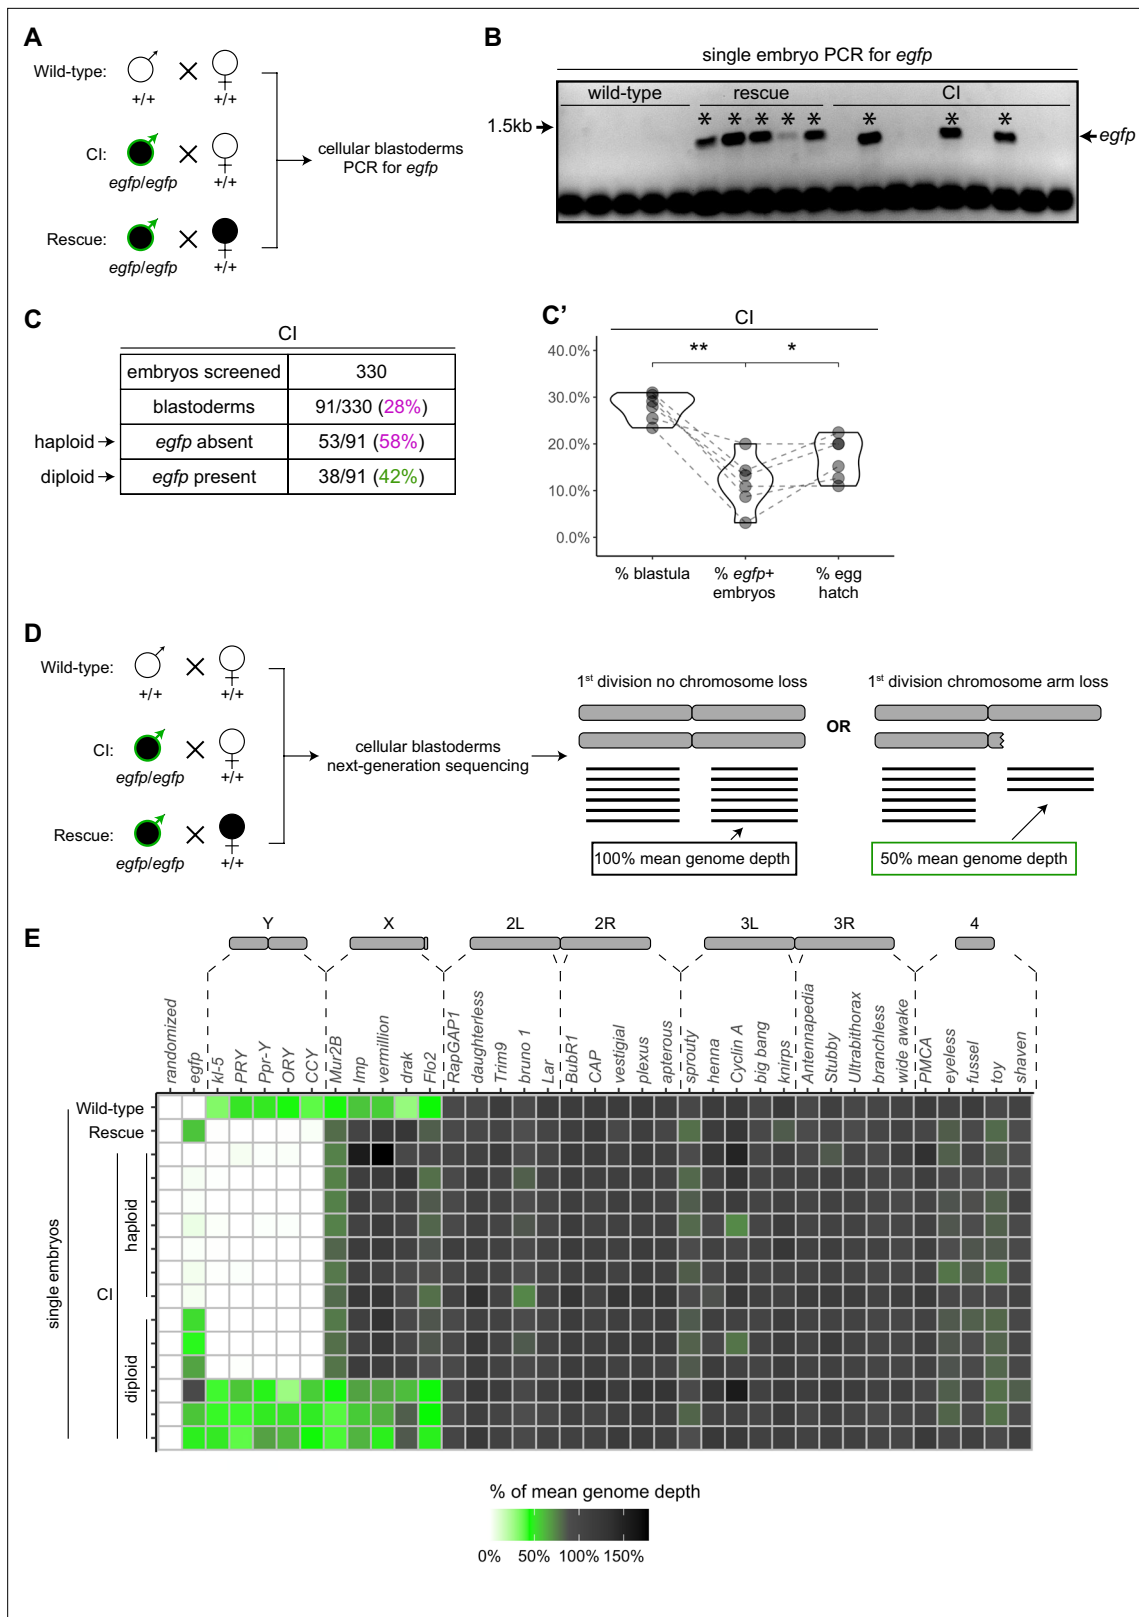 A
Wild-type:
+/+
+/+
CI:
egfp/egfp
+/+
Rescue:
egfp/egfp
+/+
cellular blastoderms
PCR for egfp
B
single embryo PCR for egfp
wild-type
rescue
CI
* * * * * * * *
1.5kb
egfp
C
CI
embryos screened 330
blastoderms 91/330 (28%)
haploid egfp absent 53/91 (58%)
diploid egfp present 38/91 (42%)
C'
CI
** *
40.0%
30.0%
20.0%
10.0%
0.0%
% blastula
% egfp+
embryos
% egg
hatch
D
Wild-type:
+/+
+/+
CI:
egfp/egfp
+/+
Rescue:
egfp/egfp
+/+
cellular blastoderms
next-generation sequencing
1st division no chromosome loss
OR
1st division chromosome arm loss
100% mean genome depth
50% mean genome depth
E
Y
X
2L
2R
3L
3R
4
randomized
egfp
kl-5
PRY
Ppr-Y
ORY
CCY
Mur2B
Imp
vermillion
drak
Flo2
RapGAP1
daughterless
Trim9
bruno 1
Lar
BubR1
CAP
vestigial
plexus
apterous
sprouty
henna
Cyclin A
big bang
knirps
Antennapedia
Stubby
Ultrabithorax
branchless
wide awake
PMCA
eyeless
fussel
toy
shaven
Wild-type
Rescue
single embryos
CI
haploid
diploid
% of mean genome depth
0% 50% 100% 150%